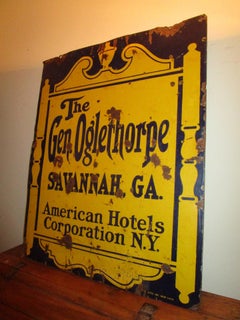 The
Gen. Oglethorpe
SAVANNAH, GA.
American Hotels
Corporation N.Y.